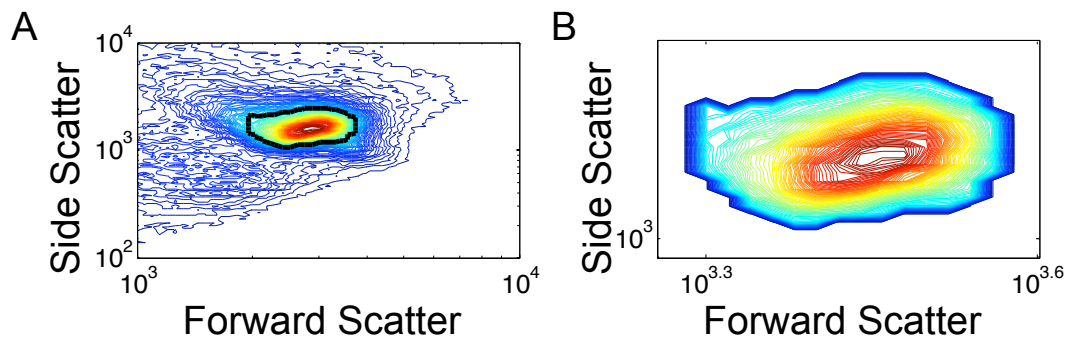 A
Side Scatter
10^4
10^3
10^2
10^3
10^4
Forward Scatter
B
Side Scatter
10^3
10^3.3
10^3.6
Forward Scatter